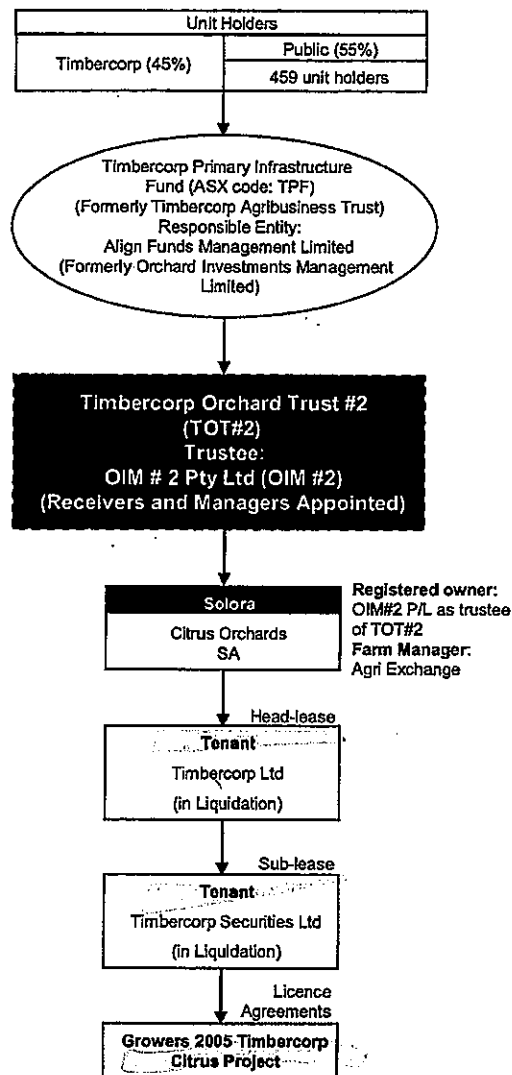 Unit Holders
Timbercorp (45%)
Public (55%)
459 unit holders
Timbercorp Primary Infrastructure
Fund (ASX code: TPF)
(Formerly Timbercorp Agribusiness Trust)
Responsible Entity:
Align Funds Management Limited
(Formerly Orchard Investments Management
Limited)
Timbercorp Orchard Trust #2
(TOT#2)
Trustee:
OIM # 2 Pty Ltd (OIM #2)
(Receivers and Managers Appointed)
Solora
Citrus Orchards
SA
Registered owner:
OIM#2 P/L as trustee
of TOT#2
Farm Manager:
Agri Exchange
Head-lease
Tenant
Timbercorp Ltd
(in Liquidation)
Sub-lease
Tenant
Timbercorp Securities Ltd
(in Liquidation)
Licence
Agreements
Growers 2005 Timbercorp
Citrus Project